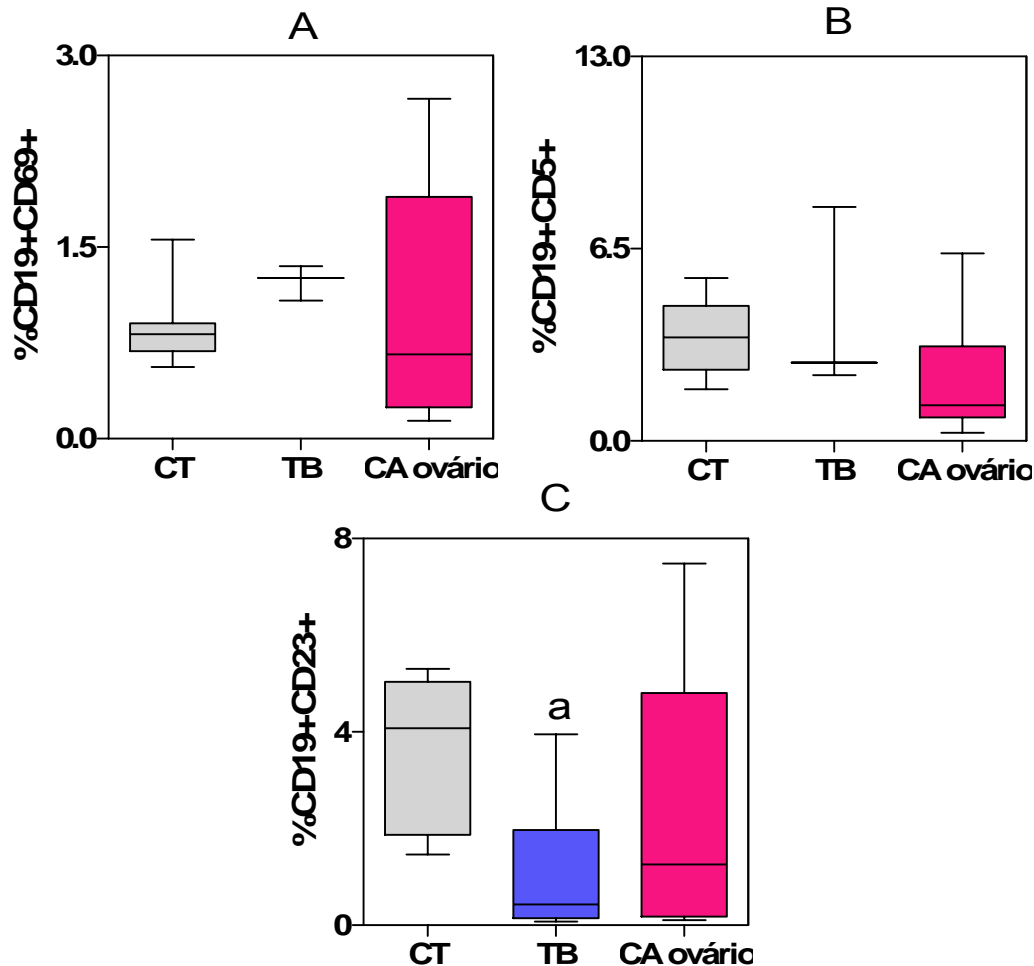 A
%CD19+CD69+
3.0
1.5
0.0
CT TB CA ovário
B
%CD19+CD5+
13.0
6.5
0.0
CT TB CA ovário
C
%CD19+CD23+
8
4
0
a
CT TB CA ovário